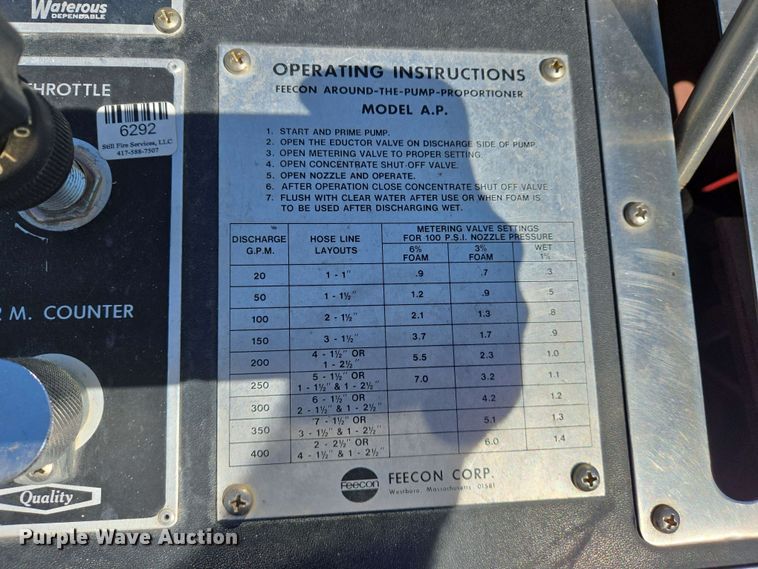 Waterous
DEPENDABLE
THROTTLE
6292
Still Fire Services, LLC
417-588-7507
M. COUNTER
Quality
OPERATING INSTRUCTIONS
FEECON AROUND-THE-PUMP-PROPORTIONER
MODEL A.P.
1. START AND PRIME PUMP.
2. OPEN THE EDUCTOR VALVE ON DISCHARGE SIDE OF PUMP.
3. OPEN METERING VALVE TO PROPER SETTING.
4. OPEN CONCENTRATE SHUT-OFF VALVE.
5. OPEN NOZZLE AND OPERATE.
6. AFTER OPERATION CLOSE CONCENTRATE SHUT OFF VALVE.
7. FLUSH WITH CLEAR WATER AFTER USE OR WHEN FOAM IS
TO BE USED AFTER DISCHARGING WET.
DISCHARGE G.P.M. HOSE LINE LAYOUTS METERING VALVE SETTINGS
FOR 100 P.S.I. NOZZLE PRESSURE
6% FOAM 3% FOAM WET 1%
20 1 - 1" .9 .7 .3
50 1 - 1½" 1.2 .9 .5
100 2 - 1½" 2.1 1.3 .8
150 3 - 1½" 3.7 1.7 .9
200 4 - 1½" OR 1 - 2½" 5.5 2.3 1.0
250 5 - 1½" OR 1 - 1½" & 1 - 2½" 7.0 3.2 1.1
300 6 - 1½" OR 2 - 1½" & 1 - 2½" 4.2 1.2
350 7 - 1½" OR 3 - 1½" & 1 - 2½" 5.1 1.3
400 2 - 2½" OR 4 - 1½" & 1 - 2½" 6.0 1.4
Feecon FEECON CORP.
Westboro, Massachusetts 01581
Purple Wave Auction